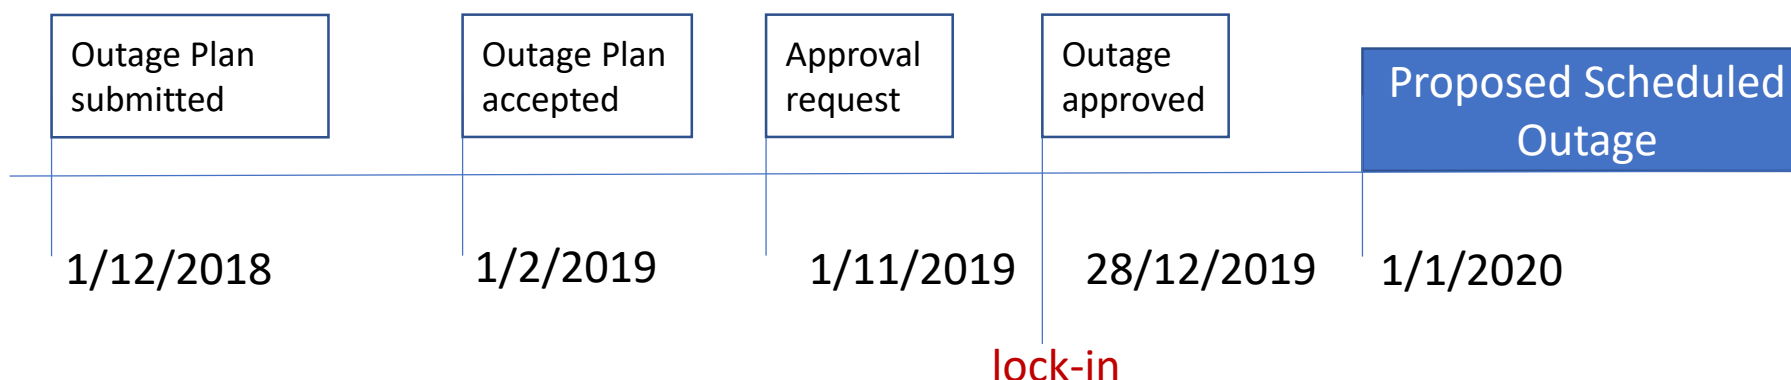 Outage Plan
submitted
Outage Plan
accepted
Approval
request
Outage
approved
Proposed Scheduled
Outage
1/12/2018
1/2/2019
1/11/2019
28/12/2019
1/1/2020
lock-in